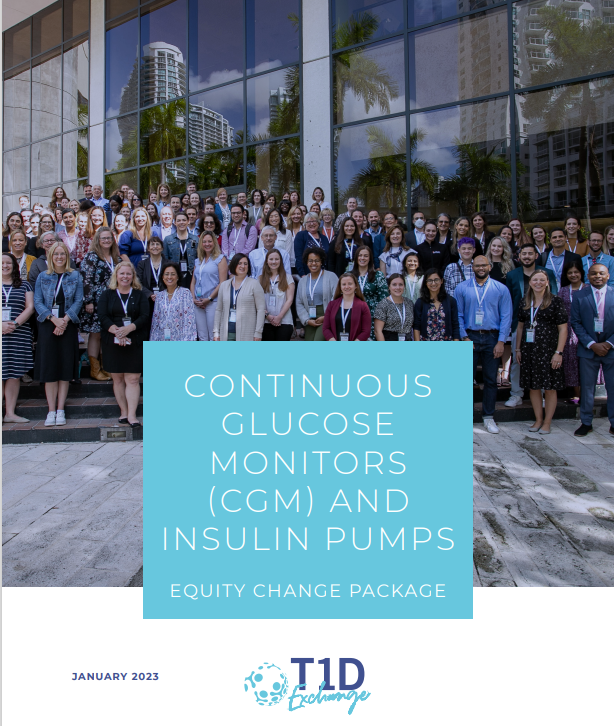 CONTINUOUS
GLUCOSE
MONITORS
(CGM) AND
INSULIN PUMPS
EQUITY CHANGE PACKAGE
JANUARY 2023
T1D
Exchange